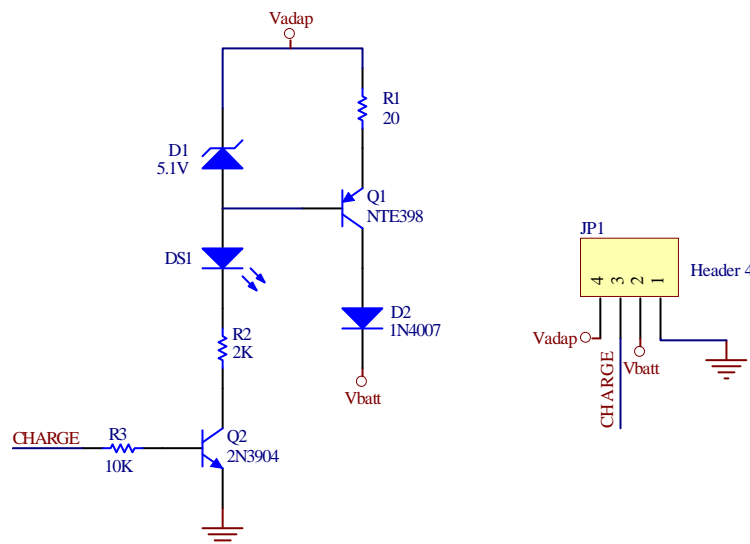 Vadap
R1
20
D1
5.1V
Q1
NTE398
DS1
D2
1N4007
R2
2K
Vbatt
CHARGE
R3
10K
Q2
2N3904
JP1
Header 4
4
3
2
1
Vadap
CHARGE
Vbatt